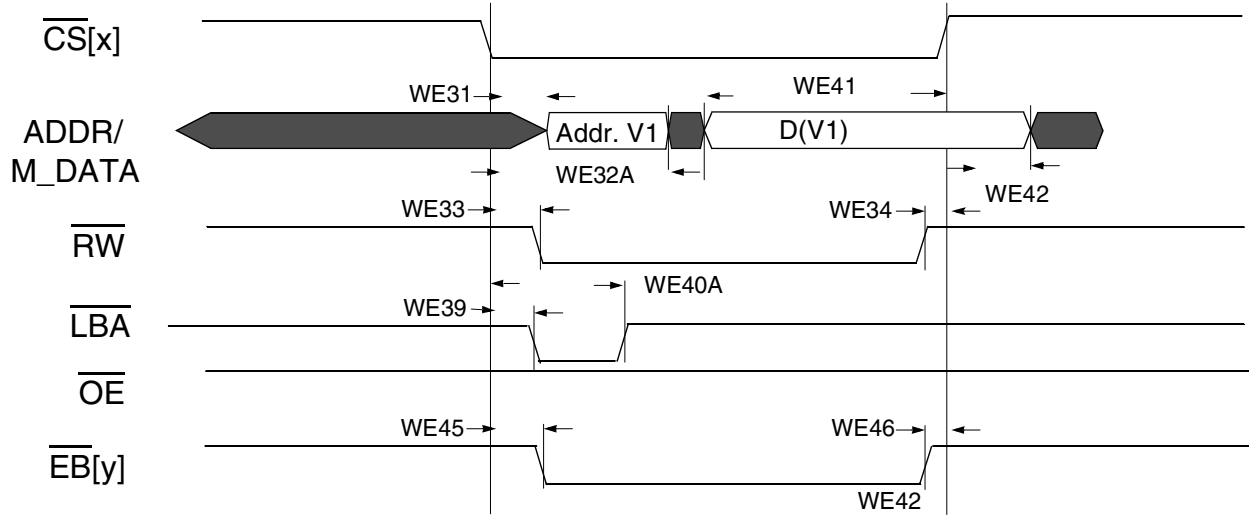 CS[x]
WE31
WE41
ADDR/
M_DATA
Addr. V1
D(V1)
WE32A
WE42
WE33
WE34
RW
WE40A
WE39
LBA
OE
WE45
WE46
EB[y]
WE42